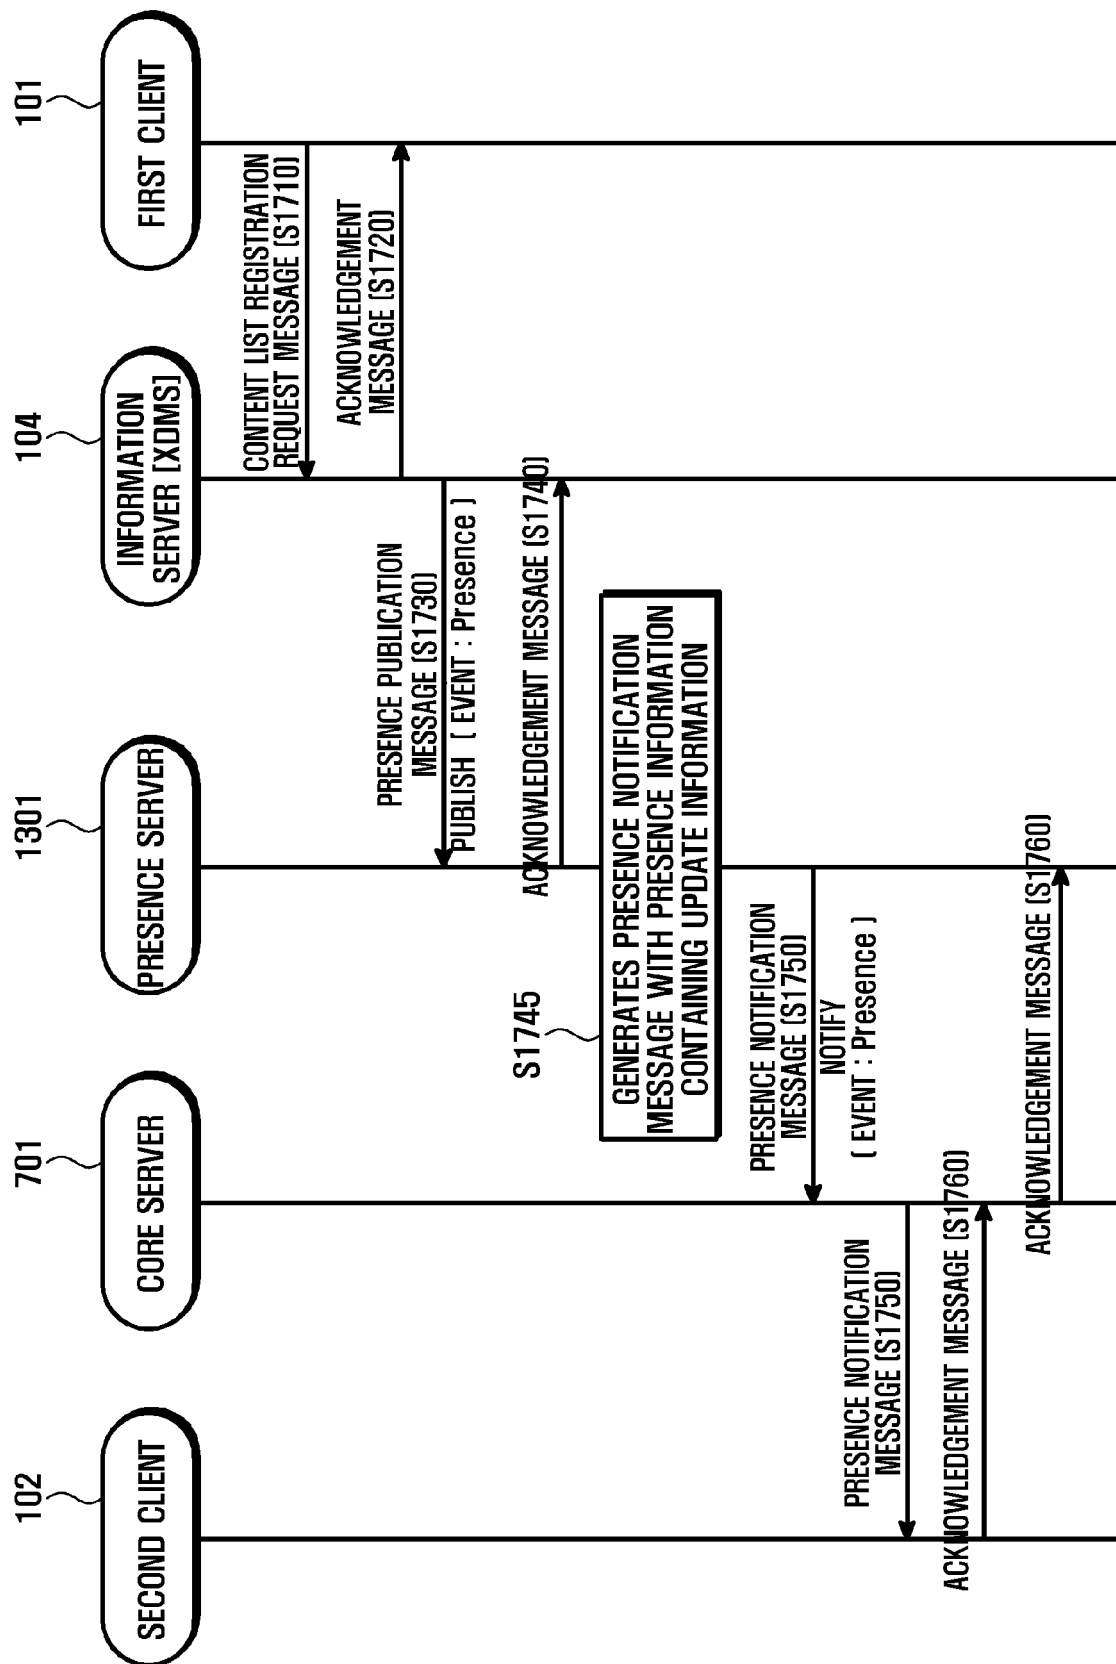 102
SECOND CLIENT
701
CORE SERVER
1301
PRESENCE SERVER
104
INFORMATION
SERVER [XDMS]
101
FIRST CLIENT
CONTENT LIST REGISTRATION
REQUEST MESSAGE (S1710)
ACKNOWLEDGEMENT
MESSAGE (S1720)
PRESENCE PUBLICATION
MESSAGE (S1730)
PUBLISH ( EVENT : Presence )
ACKNOWLEDGEMENT MESSAGE (S1740)
S1745
GENERATES PRESENCE NOTIFICATION
MESSAGE WITH PRESENCE INFORMATION
CONTAINING UPDATE INFORMATION
PRESENCE NOTIFICATION
MESSAGE (S1750)
NOTIFY
( EVENT : Presence )
PRESENCE NOTIFICATION
MESSAGE (S1750)
ACKNOWLEDGEMENT MESSAGE (S1760)
ACKNOWLEDGEMENT MESSAGE (S1760)